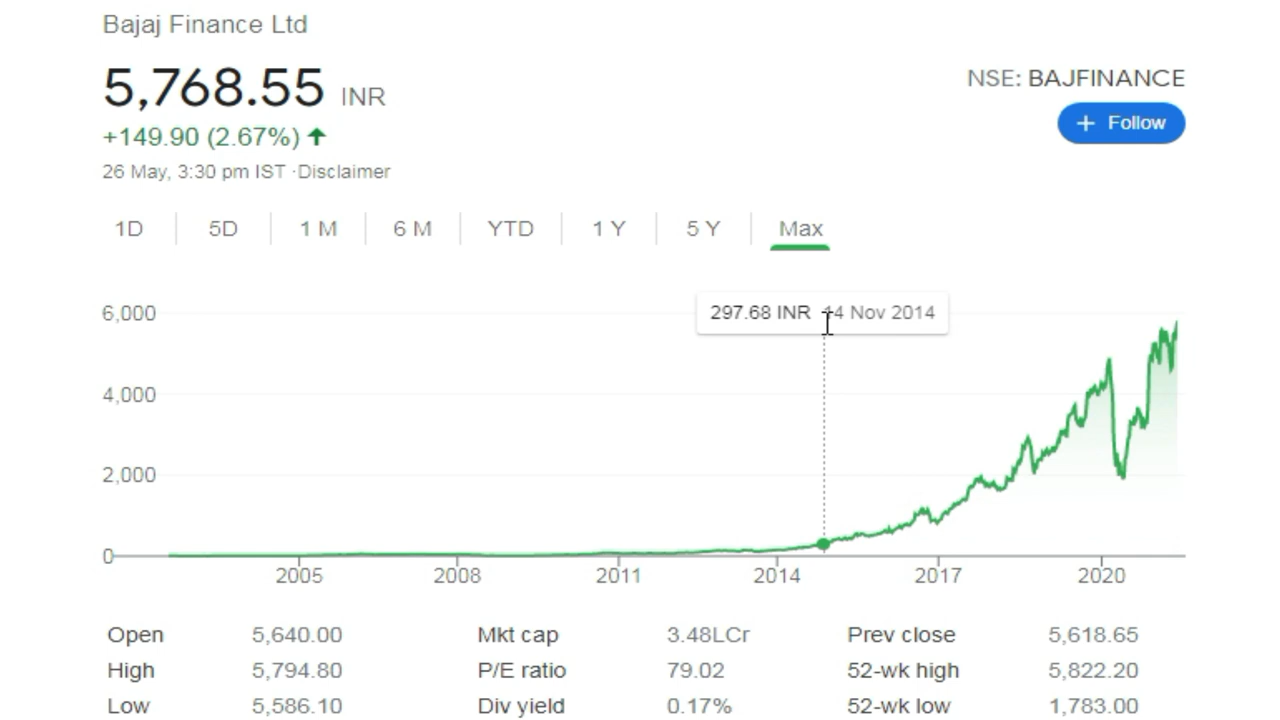 Bajaj Finance Ltd
5,768.55 INR
NSE: BAJFINANCE
+149.90 (2.67%)
+ Follow
26 May, 3:30 pm IST ·Disclaimer
1D 5D 1 M 6 M YTD 1 Y 5 Y Max
6,000
297.68 INR 14 Nov 2014
4,000
2,000
0
2005 2008 2011 2014 2017 2020
Open 5,640.00 Mkt cap 3.48LCr Prev close 5,618.65
High 5,794.80 P/E ratio 79.02 52-wk high 5,822.20
Low 5,586.10 Div yield 0.17% 52-wk low 1,783.00